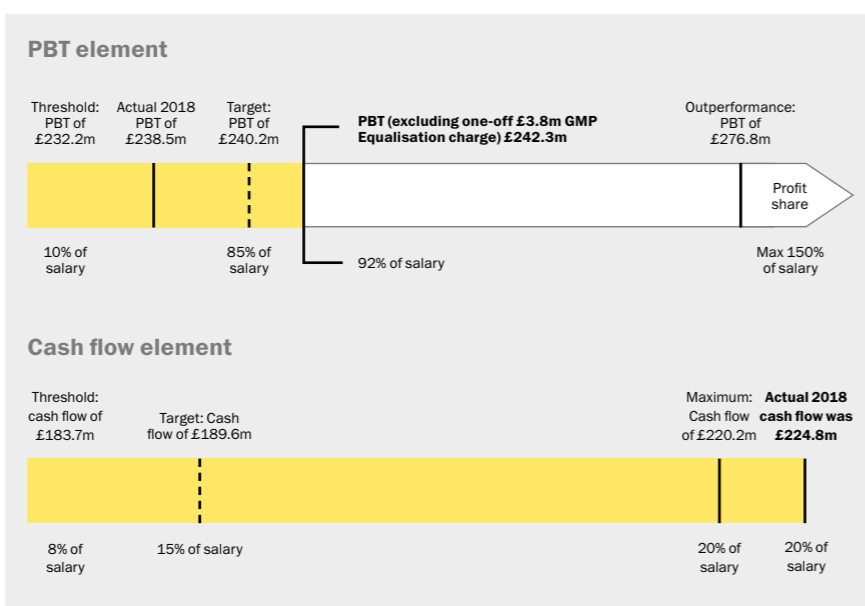 PBT element
Threshold:
PBT of
£232.2m
Actual 2018
PBT of
£238.5m
Target:
PBT of
£240.2m
PBT (excluding one-off £3.8m GMP
Equalisation charge) £242.3m
Outperformance:
PBT of
£276.8m
Profit
share
10% of
salary
85% of
salary
92% of salary
Max 150%
of salary
Cash flow element
Threshold:
cash flow of
£183.7m
Target: Cash
flow of £189.6m
Maximum:
Cash flow
of £220.2m
Actual 2018
cash flow was
£224.8m
8% of
salary
15% of salary
20% of
salary
20% of
salary